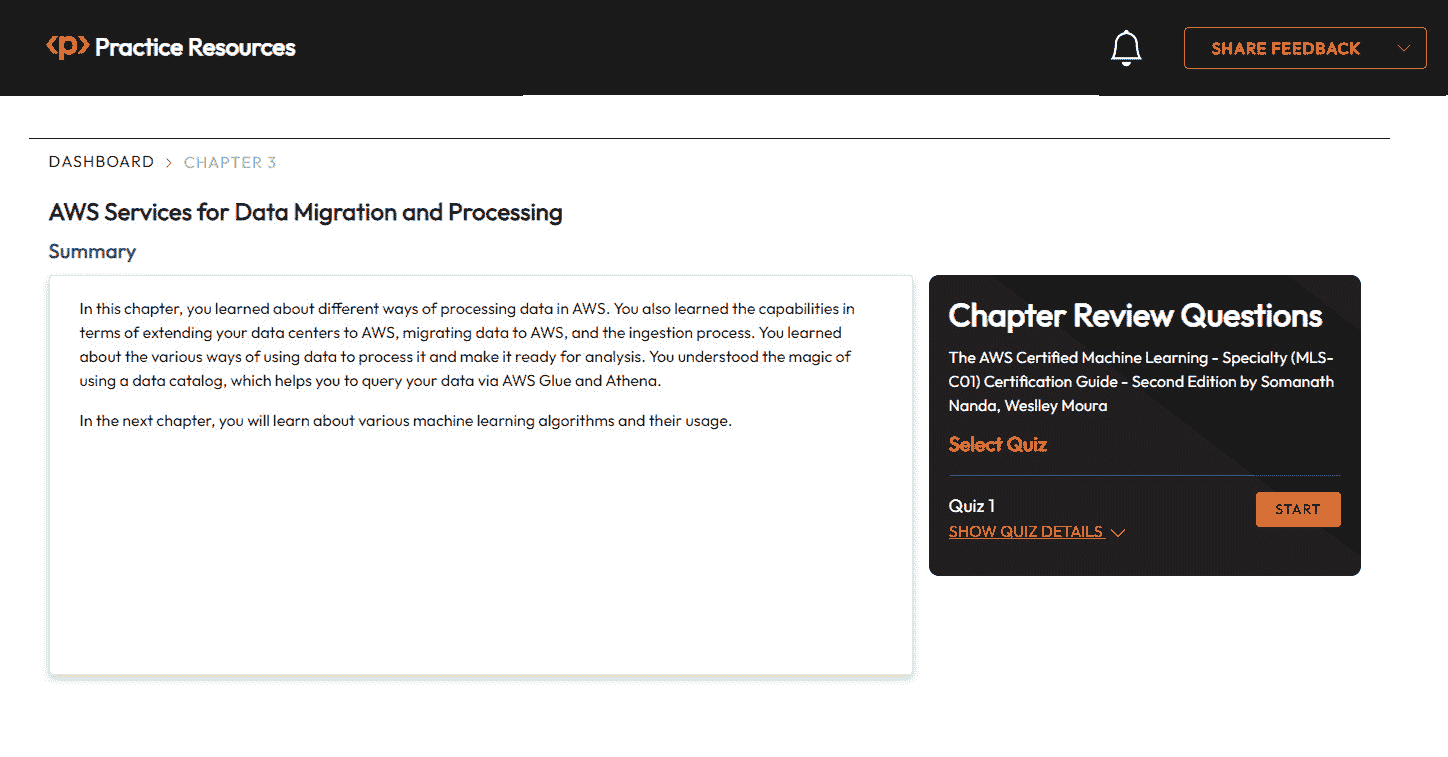 <p> Practice Resources
SHARE FEEDBACK
DASHBOARD > CHAPTER 3
AWS Services for Data Migration and Processing
Summary
In this chapter, you learned about different ways of processing data in AWS. You also learned the capabilities in
terms of extending your data centers to AWS, migrating data to AWS, and the ingestion process. You learned
about the various ways of using data to process it and make it ready for analysis. You understood the magic of
using a data catalog, which helps you to query your data via AWS Glue and Athena.
In the next chapter, you will learn about various machine learning algorithms and their usage.
Chapter Review Questions
The AWS Certified Machine Learning - Specialty (MLS-
C01) Certification Guide - Second Edition by Somanath
Nanda, Weslley Moura
Select Quiz
Quiz 1
START
SHOW QUIZ DETAILS